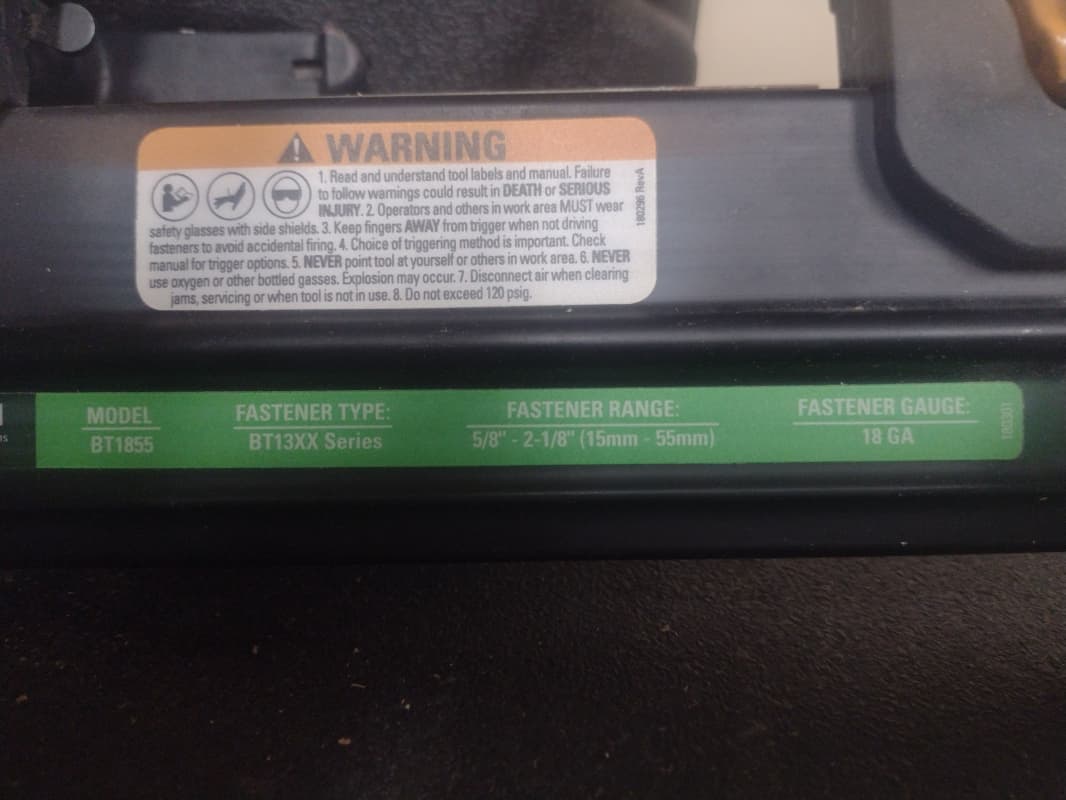 WARNING
1. Read and understand tool labels and manual. Failure
to follow warnings could result in DEATH or SERIOUS
INJURY. 2. Operators and others in work area MUST wear
safety glasses with side shields. 3. Keep fingers AWAY from trigger when not driving
fasteners to avoid accidental firing. 4. Choice of triggering method is important. Check
manual for trigger options. 5. NEVER point tool at yourself or others in work area. 6. NEVER
use oxygen or other bottled gasses. Explosion may occur. 7. Disconnect air when clearing
jams, servicing or when tool is not in use. 8. Do not exceed 120 psig.
180296 RevA
MODEL
BT1855
FASTENER TYPE:
BT13XX Series
FASTENER RANGE:
5/8" - 2-1/8" (15mm - 55mm)
FASTENER GAUGE:
18 GA